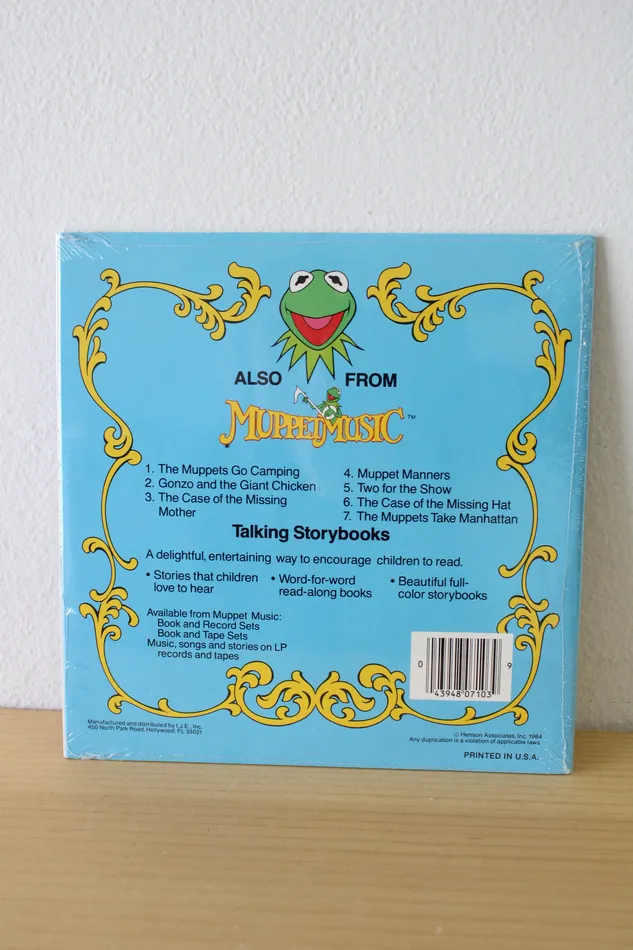 ALSO FROM
MUPPET MUSIC ™
1. The Muppets Go Camping
2. Gonzo and the Giant Chicken
3. The Case of the Missing
Mother
4. Muppet Manners
5. Two for the Show
6. The Case of the Missing Hat
7. The Muppets Take Manhattan
Talking Storybooks
A delightful, entertaining way to encourage children to read.
• Stories that children
love to hear
• Word-for-word
read-along books
• Beautiful full-
color storybooks
Available from Muppet Music:
Book and Record Sets
Book and Tape Sets
Music, songs and stories on LP
records and tapes
0 43948 07103 9
Manufactured and distributed by I.J.E., Inc.
450 North Park Road, Hollywood, FL 33021
© Henson Associates, Inc. 1984
Any duplication is a violation of applicable laws
PRINTED IN U.S.A.